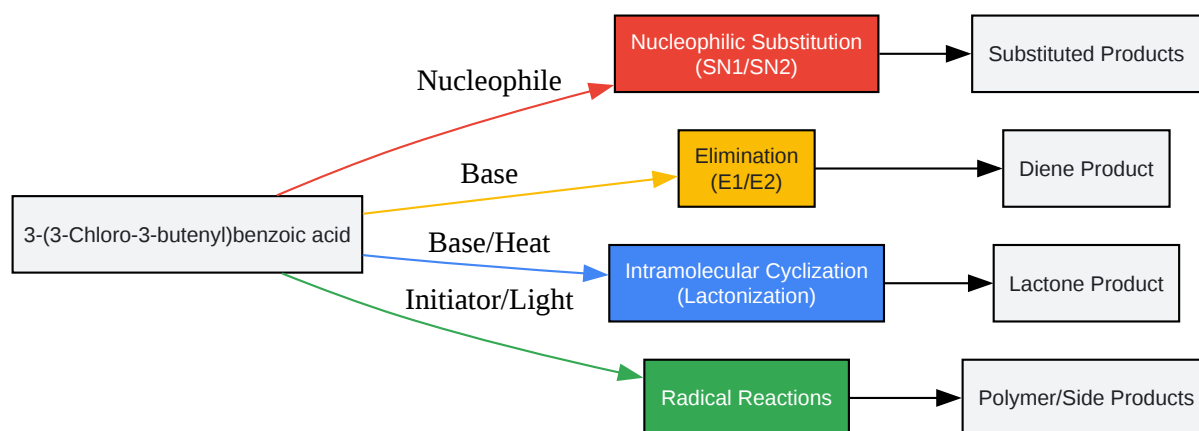 Nucleophilic Substitution
(SN1/SN2)
Substituted Products
Nucleophile
Elimination
(E1/E2)
Diene Product
Base
3-(3-Chloro-3-butenyl)benzoic acid
Base/Heat
Intramolecular Cyclization
(Lactonization)
Lactone Product
Initiator/Light
Radical Reactions
Polymer/Side Products